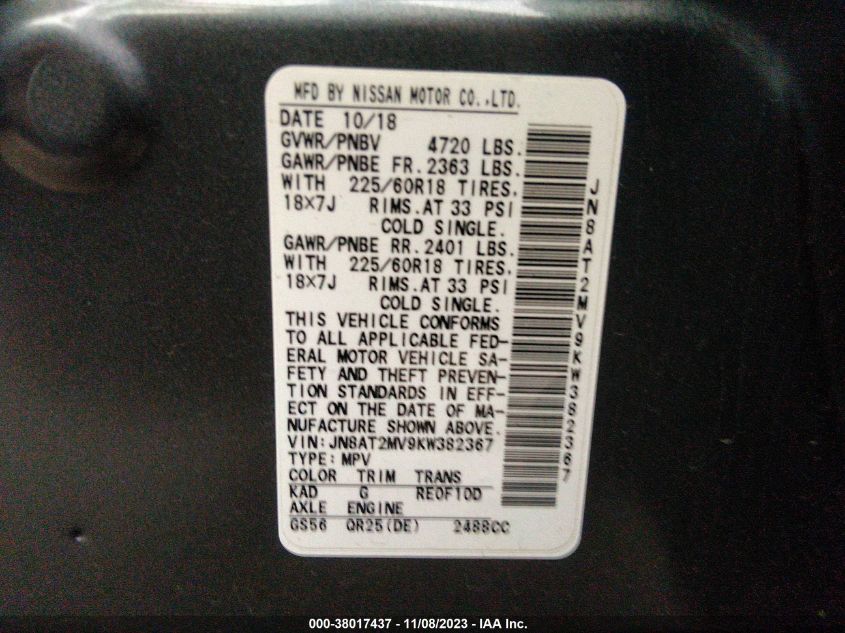 MFD BY NISSAN MOTOR CO.,LTD.
DATE 10/18
GVWR/PNBV 4720 LBS.
GAWR/PNBE FR. 2363 LBS.
WITH 225/60R18 TIRES.
18X7J RIMS. AT 33 PSI
COLD SINGLE.
GAWR/PNBE RR. 2401 LBS.
WITH 225/60R18 TIRES.
18X7J RIMS. AT 33 PSI
COLD SINGLE.
THIS VEHICLE CONFORMS
TO ALL APPLICABLE FED-
ERAL MOTOR VEHICLE SA-
FETY AND THEFT PREVEN-
TION STANDARDS IN EFF-
ECT ON THE DATE OF MA-
NUFACTURE SHOWN ABOVE.
VIN: JN8AT2MV9KW382367
TYPE: MPV
COLOR TRIM TRANS
KAD G RE0F10D
AXLE ENGINE
GS56 QR25(DE) 2488CC
JN8AT2MV9KW382367
000-38017437 - 11/08/2023 - IAA Inc.